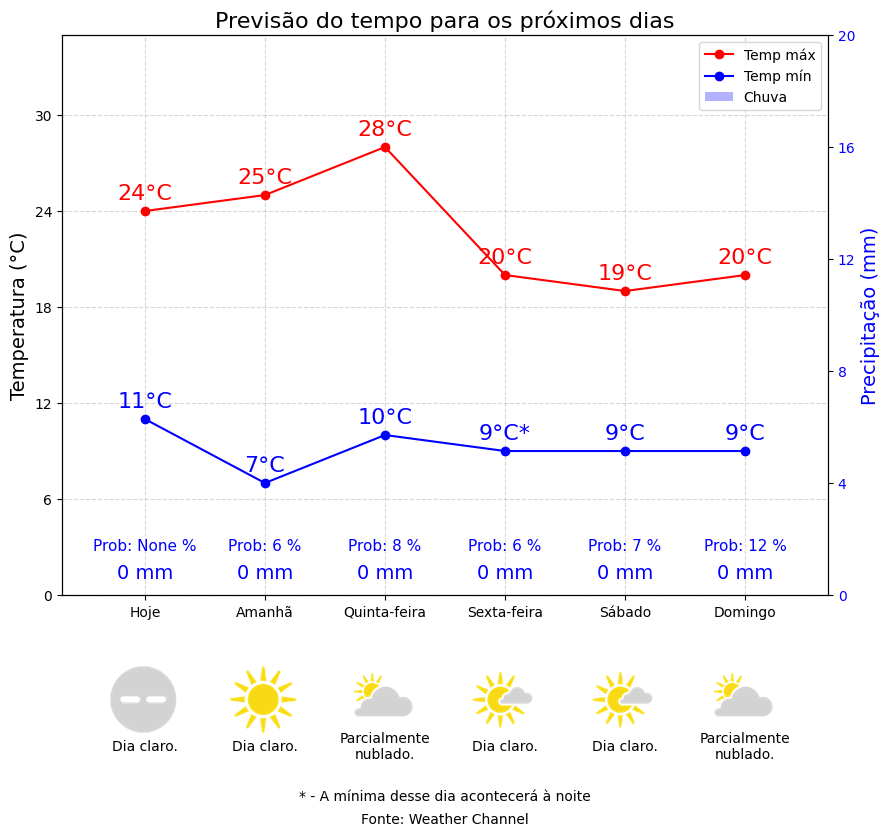 Previsão do tempo para os próximos dias
Temp máx
Temp mín
Chuva
Temperatura (°C)
Precipitação (mm)
30
24
18
12
6
0
20
16
12
8
4
0
24°C 25°C 28°C 20°C 19°C 20°C
11°C 7°C 10°C 9°C* 9°C 9°C
Prob: None % Prob: 6 % Prob: 8 % Prob: 6 % Prob: 7 % Prob: 12 %
0 mm 0 mm 0 mm 0 mm 0 mm 0 mm
Hoje Amanhã Quinta-feira Sexta-feira Sábado Domingo
Dia claro. Dia claro. Parcialmente nublado. Dia claro. Dia claro. Parcialmente nublado.
* - A mínima desse dia acontecerá à noite
Fonte: Weather Channel